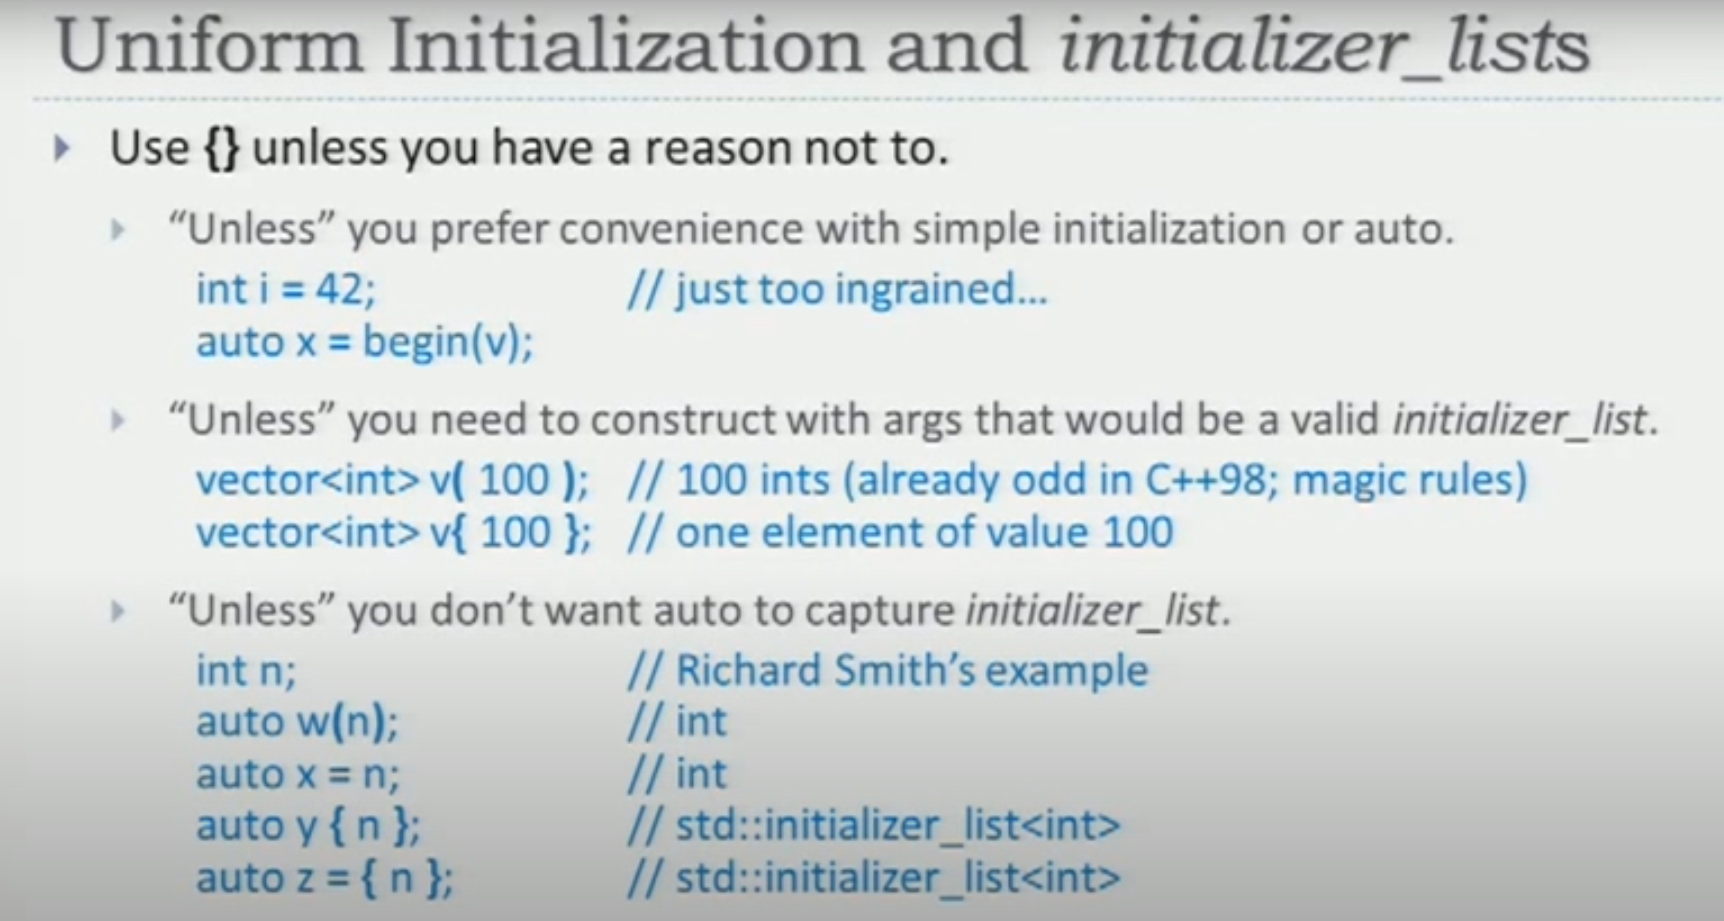 Uniform Initialization and initializer_lists
Use {} unless you have a reason not to.
“Unless” you prefer convenience with simple initialization or auto.
int i = 42; // just too ingrained...
auto x = begin(v);
“Unless” you need to construct with args that would be a valid initializer_list.
vector<int> v( 100 ); // 100 ints (already odd in C++98; magic rules)
vector<int> v{ 100 }; // one element of value 100
“Unless” you don’t want auto to capture initializer_list.
int n; // Richard Smith’s example
auto w(n); // int
auto x = n; // int
auto y { n }; // std::initializer_list<int>
auto z = { n }; // std::initializer_list<int>